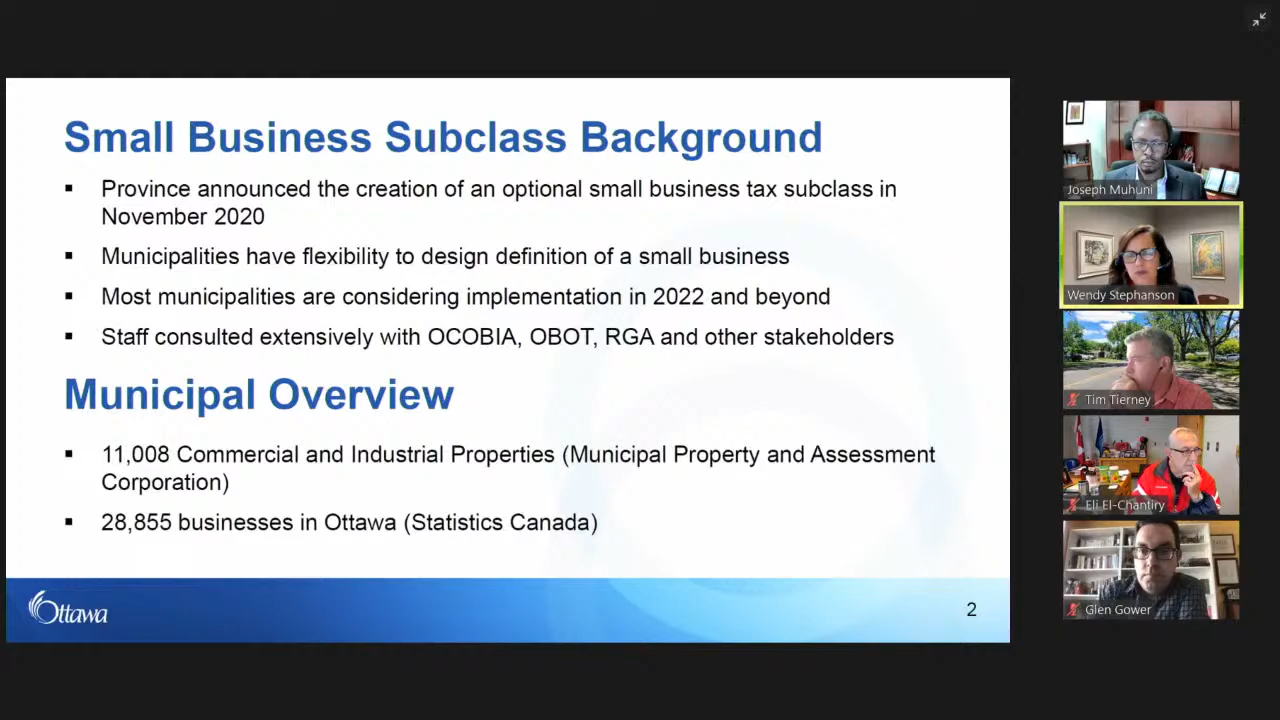 Small Business Subclass Background
Province announced the creation of an optional small business tax subclass in
November 2020
Municipalities have flexibility to design definition of a small business
Most municipalities are considering implementation in 2022 and beyond
Staff consulted extensively with OCOBIA, OBOT, RGA and other stakeholders
Municipal Overview
11,008 Commercial and Industrial Properties (Municipal Property and Assessment
Corporation)
28,855 businesses in Ottawa (Statistics Canada)
Ottawa
2
Joseph Muhuni
Wendy Stephanson
Tim Tierney
Eli El-Chantiry
Glen Gower